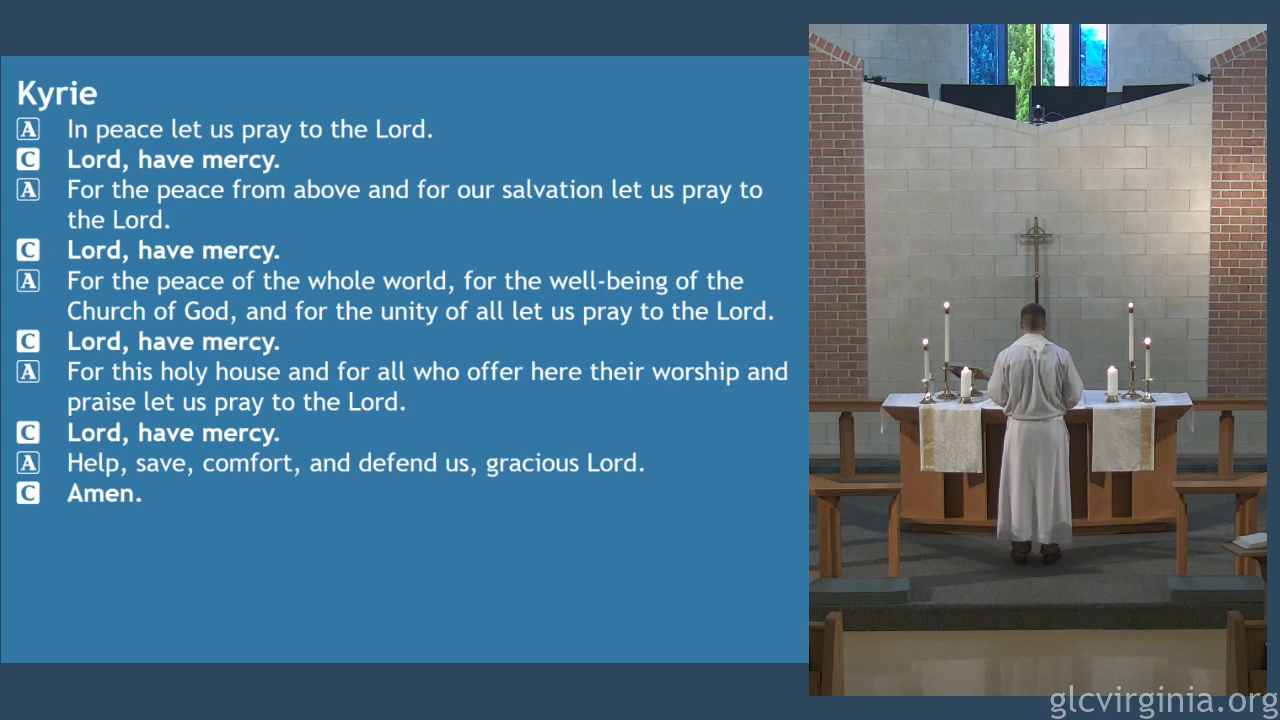 Kyrie
A In peace let us pray to the Lord.
C Lord, have mercy.
A For the peace from above and for our salvation let us pray to
the Lord.
C Lord, have mercy.
A For the peace of the whole world, for the well-being of the
Church of God, and for the unity of all let us pray to the Lord.
C Lord, have mercy.
A For this holy house and for all who offer here their worship and
praise let us pray to the Lord.
C Lord, have mercy.
A Help, save, comfort, and defend us, gracious Lord.
C Amen.
glcvirginia.org